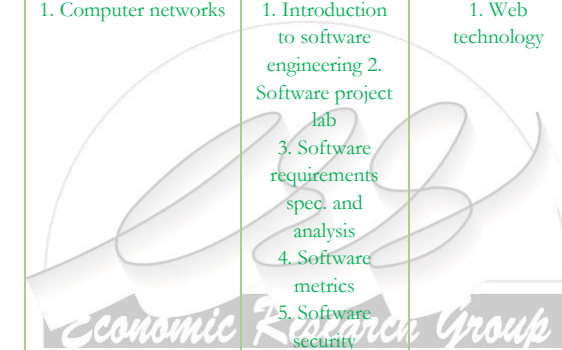 1. Computer networks
1. Introduction
to software
engineering 2.
Software project
lab
3. Software
requirements
spec. and
analysis
4. Software
metrics
5. Software
security
1. Web
technology
Economic Research Group